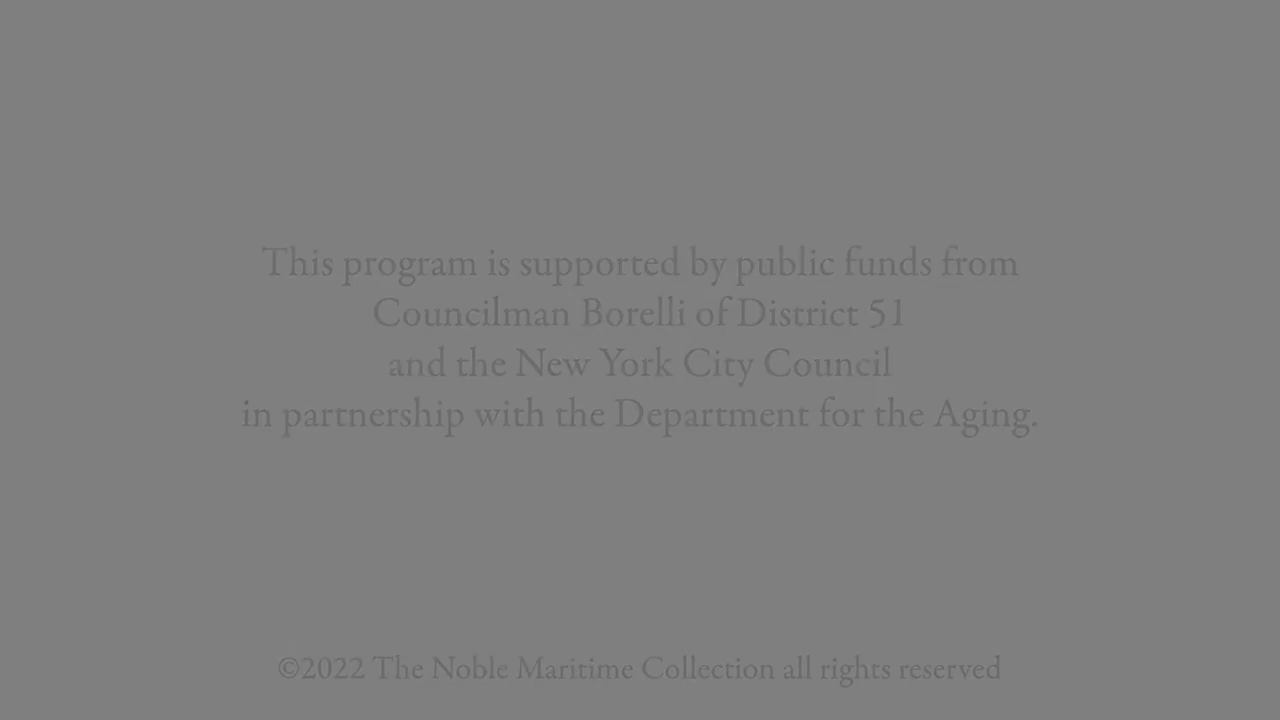 This program is supported by public funds from
Councilman Borelli of District 51
and the New York City Council
in partnership with the Department for the Aging.
©2022 The Noble Maritime Collection all rights reserved